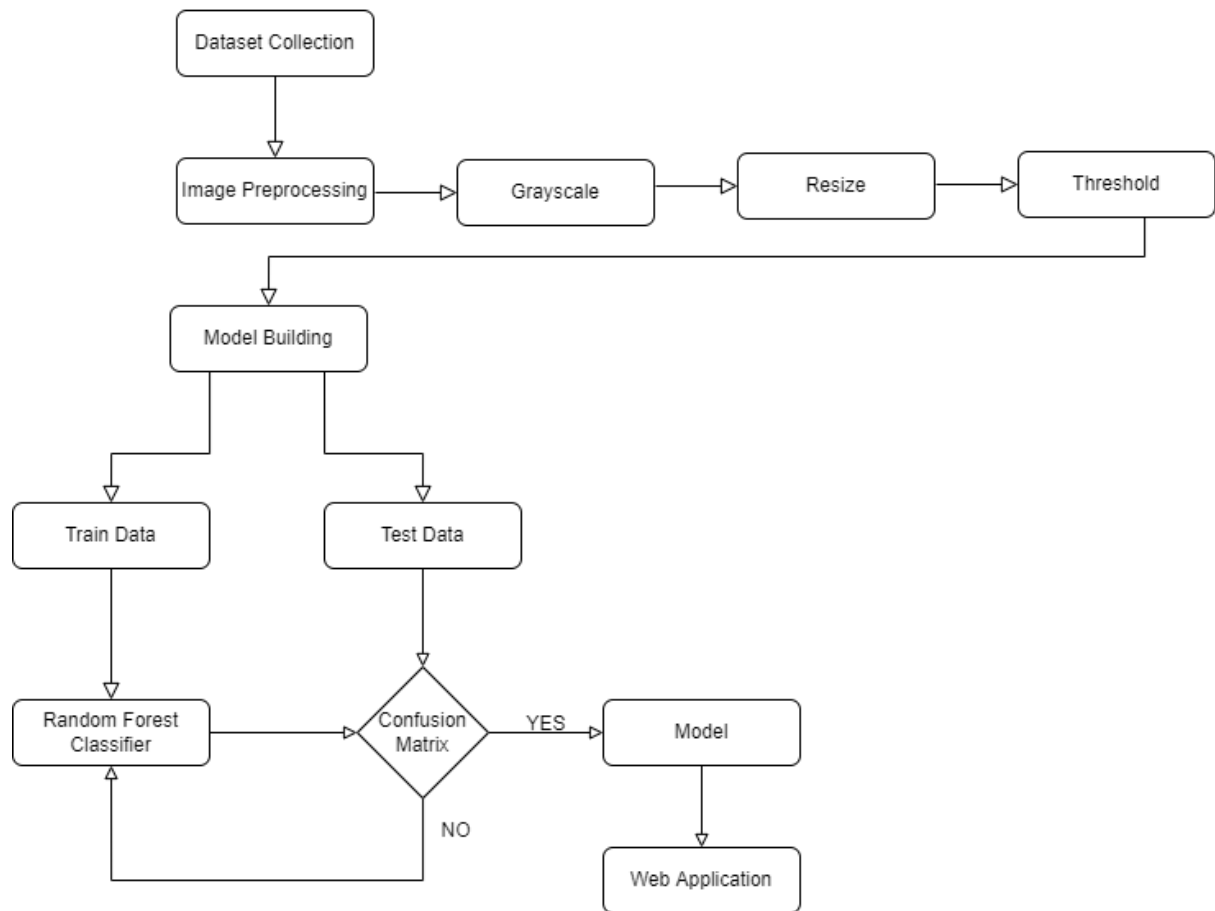 Dataset Collection
Image Preprocessing
Grayscale
Resize
Threshold
Model Building
Train Data
Test Data
Random Forest
Classifier
Confusion
Matrix
YES
Model
NO
Web Application